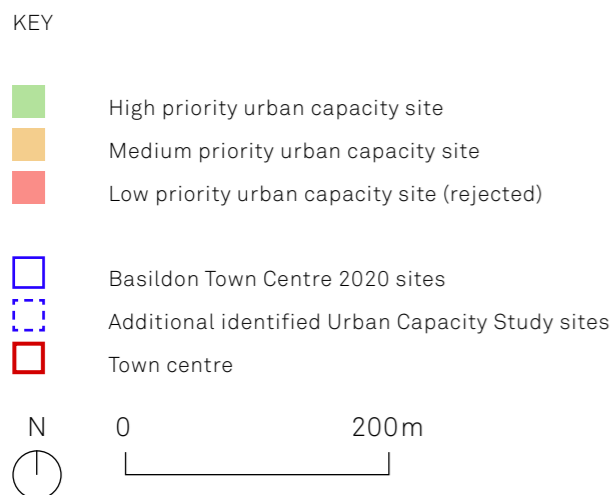 KEY
High priority urban capacity site
Medium priority urban capacity site
Low priority urban capacity site (rejected)
Basildon Town Centre 2020 sites
Additional identified Urban Capacity Study sites
Town centre
N 0 200m